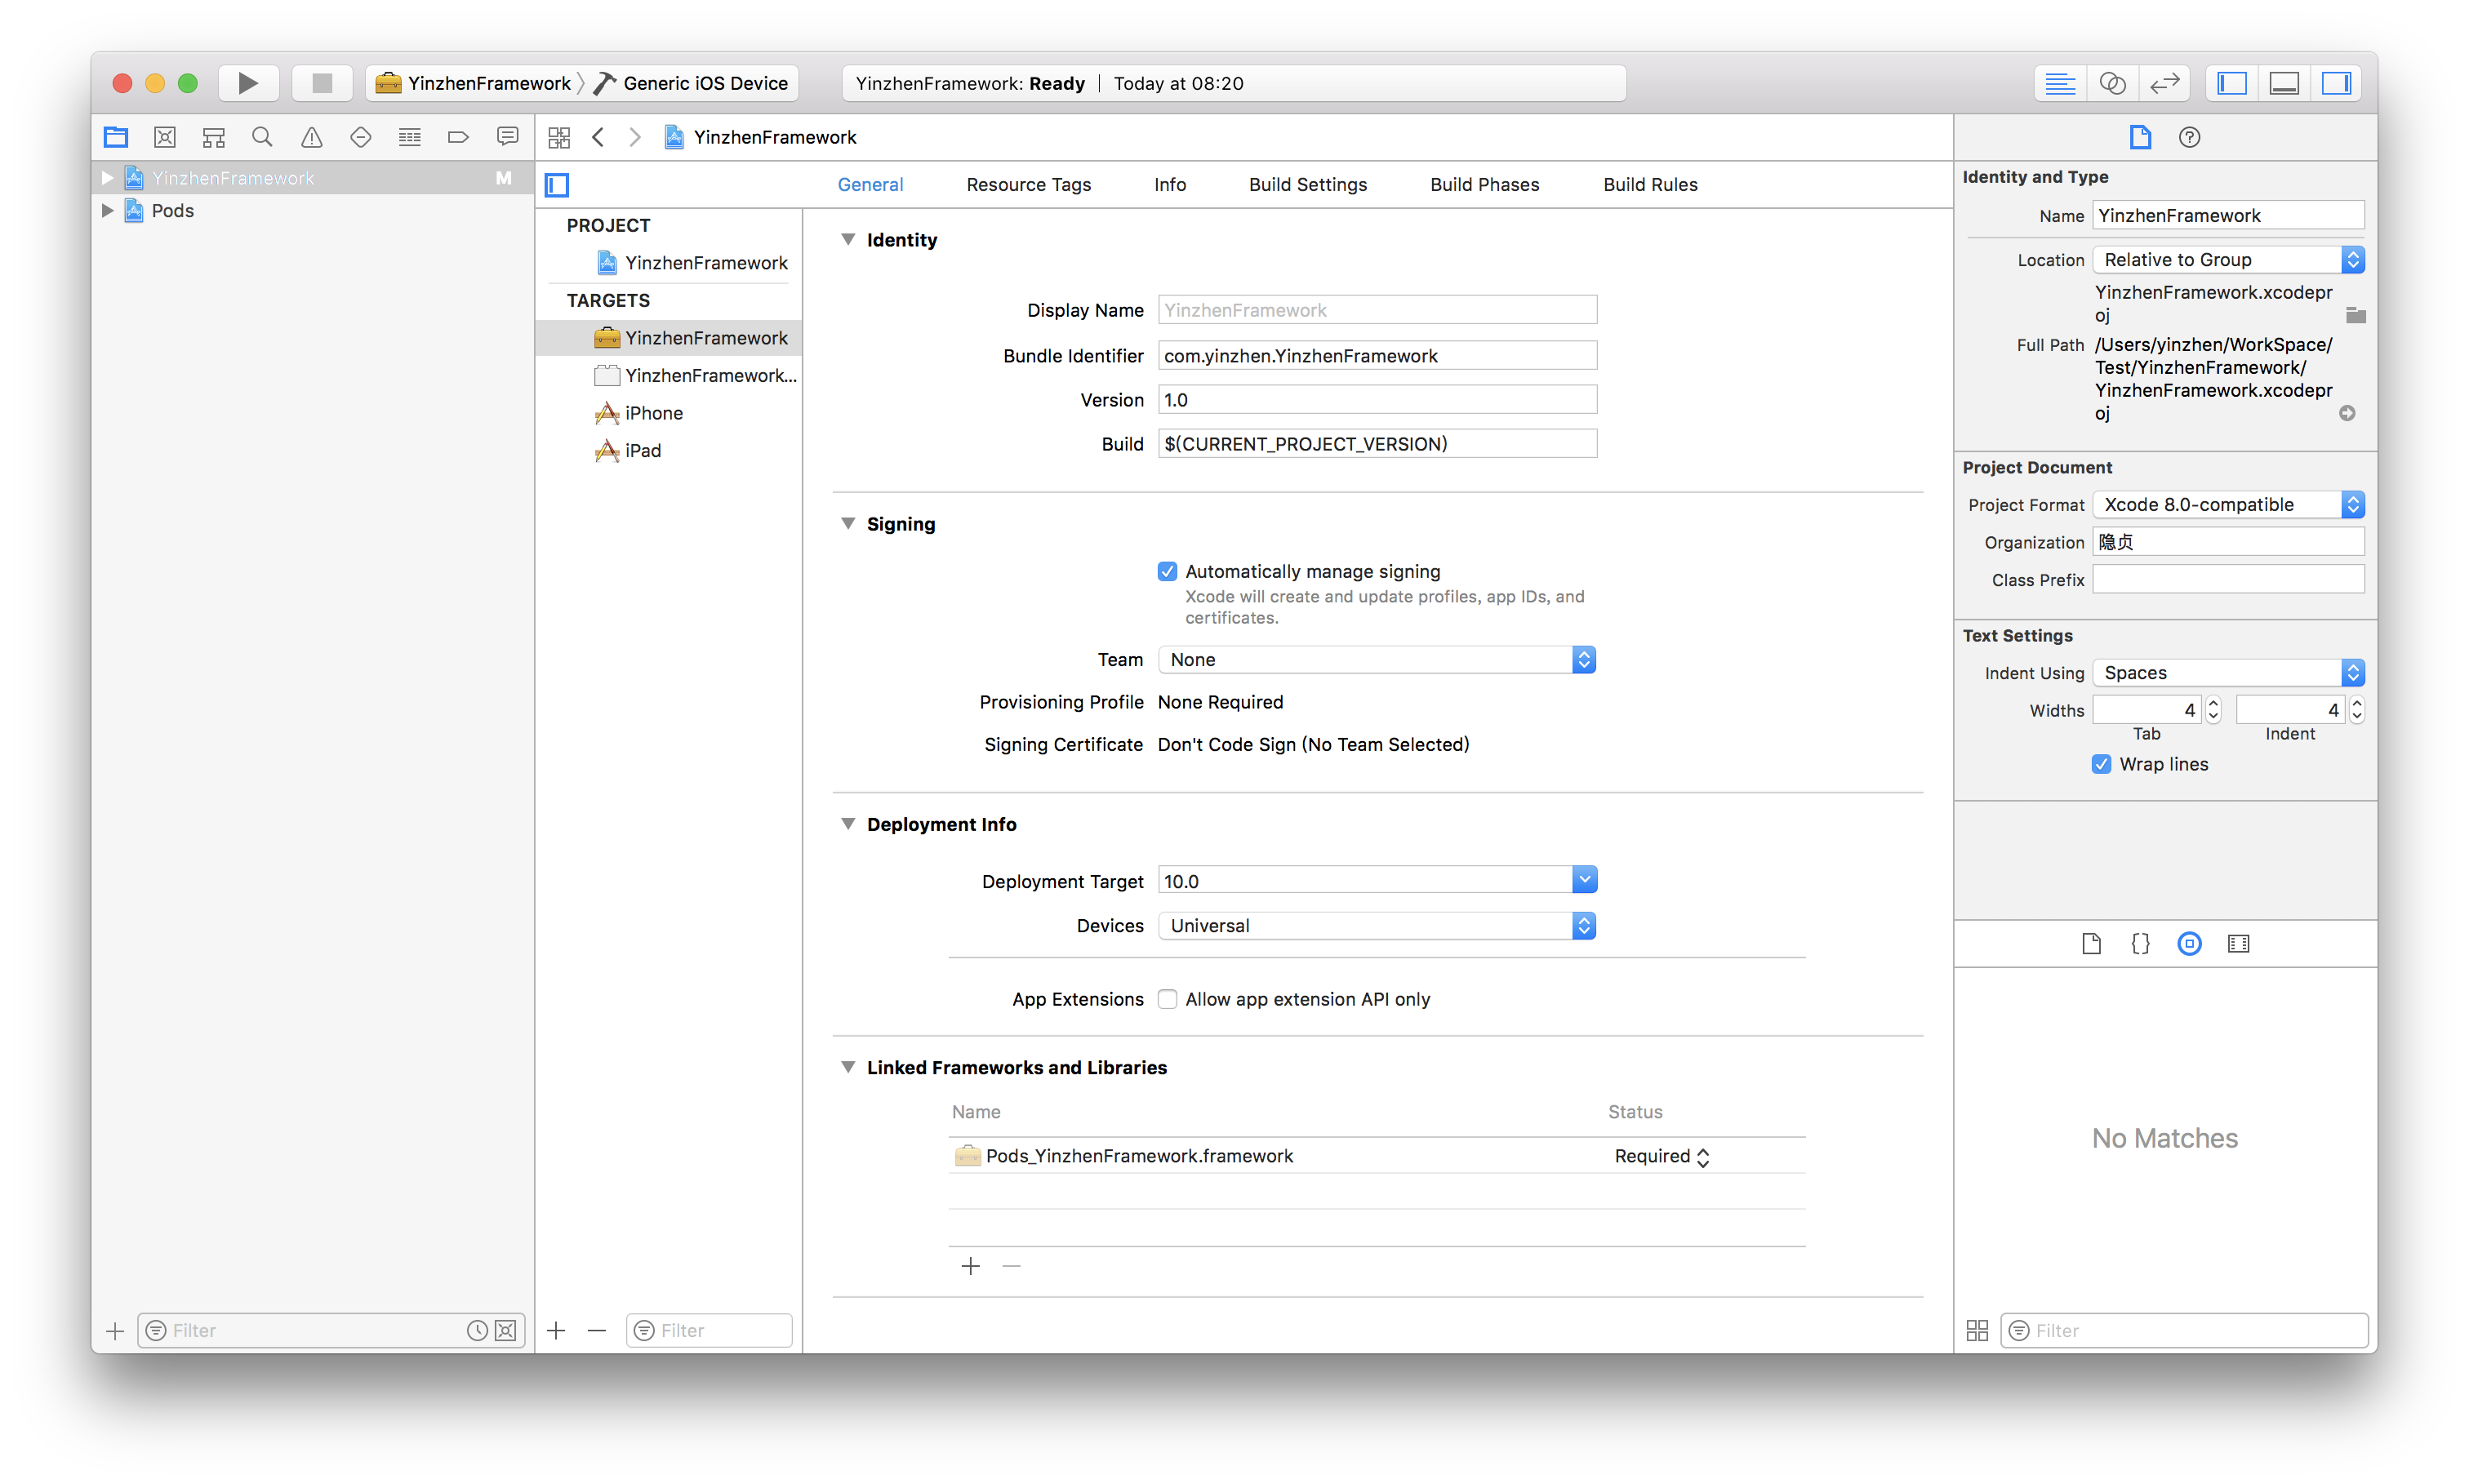 YinzhenFramework
Generic iOS Device
YinzhenFramework: Ready
Today at 08:20
YinzhenFramework
M
Pods
YinzhenFramework
General
Resource Tags
Info
Build Settings
Build Phases
Build Rules
PROJECT
YinzhenFramework
TARGETS
YinzhenFramework
YinzhenFramework...
iPhone
iPad
Identity
Display Name
YinzhenFramework
Bundle Identifier
com.yinzhen.YinzhenFramework
Version
1.0
Build
$(CURRENT_PROJECT_VERSION)
Signing
Automatically manage signing
Xcode will create and update profiles, app IDs, and
certificates.
Team
None
Provisioning Profile
None Required
Signing Certificate
Don't Code Sign (No Team Selected)
Deployment Info
Deployment Target
10.0
Devices
Universal
App Extensions
Allow app extension API only
Linked Frameworks and Libraries
Name
Status
Pods_YinzhenFramework.framework
Required
Identity and Type
Name
YinzhenFramework
Location
Relative to Group
YinzhenFramework.xcodepr
oj
Full Path
/Users/yinzhen/WorkSpace/
Test/YinzhenFramework/
YinzhenFramework.xcodepr
oj
Project Document
Project Format
Xcode 8.0-compatible
Organization
隐贞
Class Prefix
Text Settings
Indent Using
Spaces
Widths
4
4
Tab
Indent
Wrap lines
No Matches
Filter
Filter
Filter